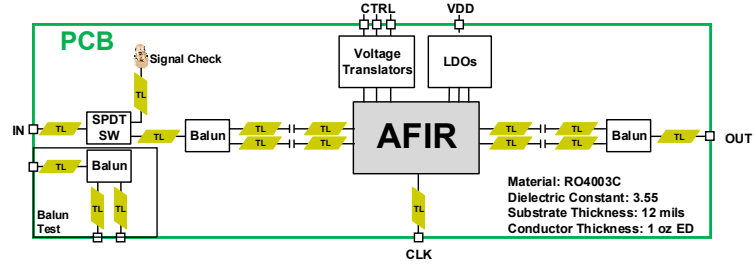 CTRL
VDD
PCB
Signal Check
Voltage
Translators
LDOs
TL
IN
TL
SPDT
SW
TL
Balun
TL
TL
TL
TL
AFIR
TL
TL
TL
TL
Balun
TL
OUT
TL
Balun
TL
TL
Balun
Test
TL
CLK
Material: RO4003C
Dielectric Constant: 3.55
Substrate Thickness: 12 mils
Conductor Thickness: 1 oz ED